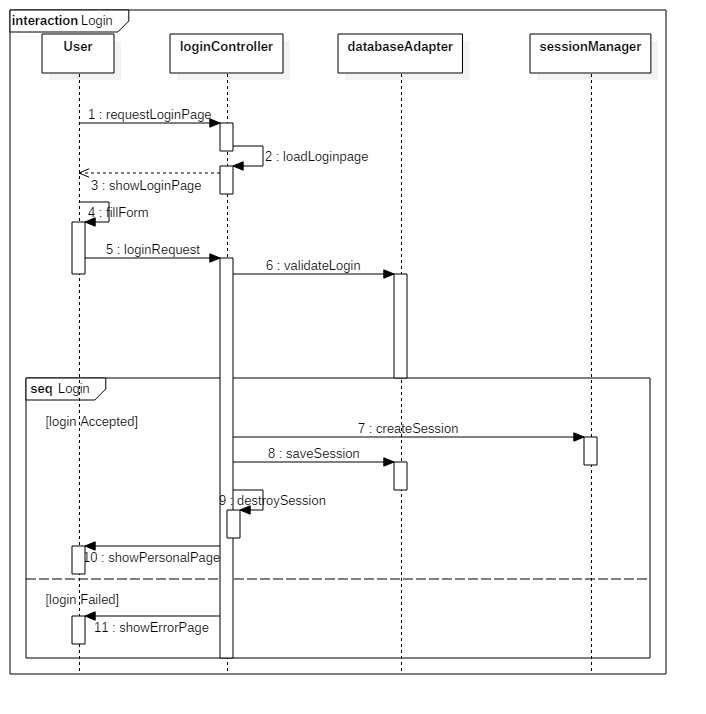 interaction Login
User
loginController
databaseAdapter
sessionManager
1 : requestLoginPage
2 : loadLoginpage
3 : showLoginPage
4 : fillForm
5 : loginRequest
6 : validateLogin
seq Login
[login Accepted]
7 : createSession
8 : saveSession
9 : destroySession
10 : showPersonalPage
[login Failed]
11 : showErrorPage